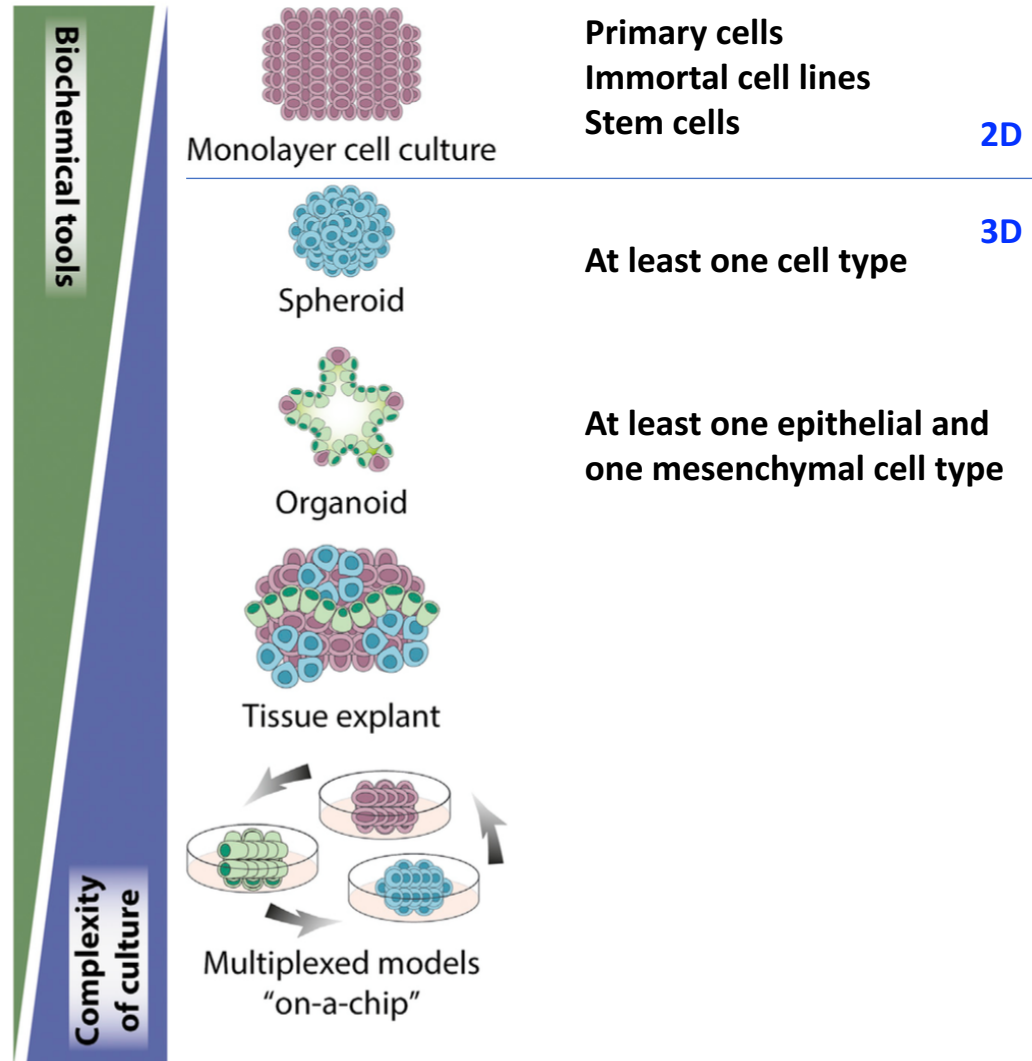 Biochemical tools
Primary cells
Immortal cell lines
Stem cells
Monolayer cell culture
2D
3D
At least one cell type
Spheroid
At least one epithelial and
one mesenchymal cell type
Organoid
Tissue explant
Complexity
of culture
Multiplexed models
“on-a-chip”